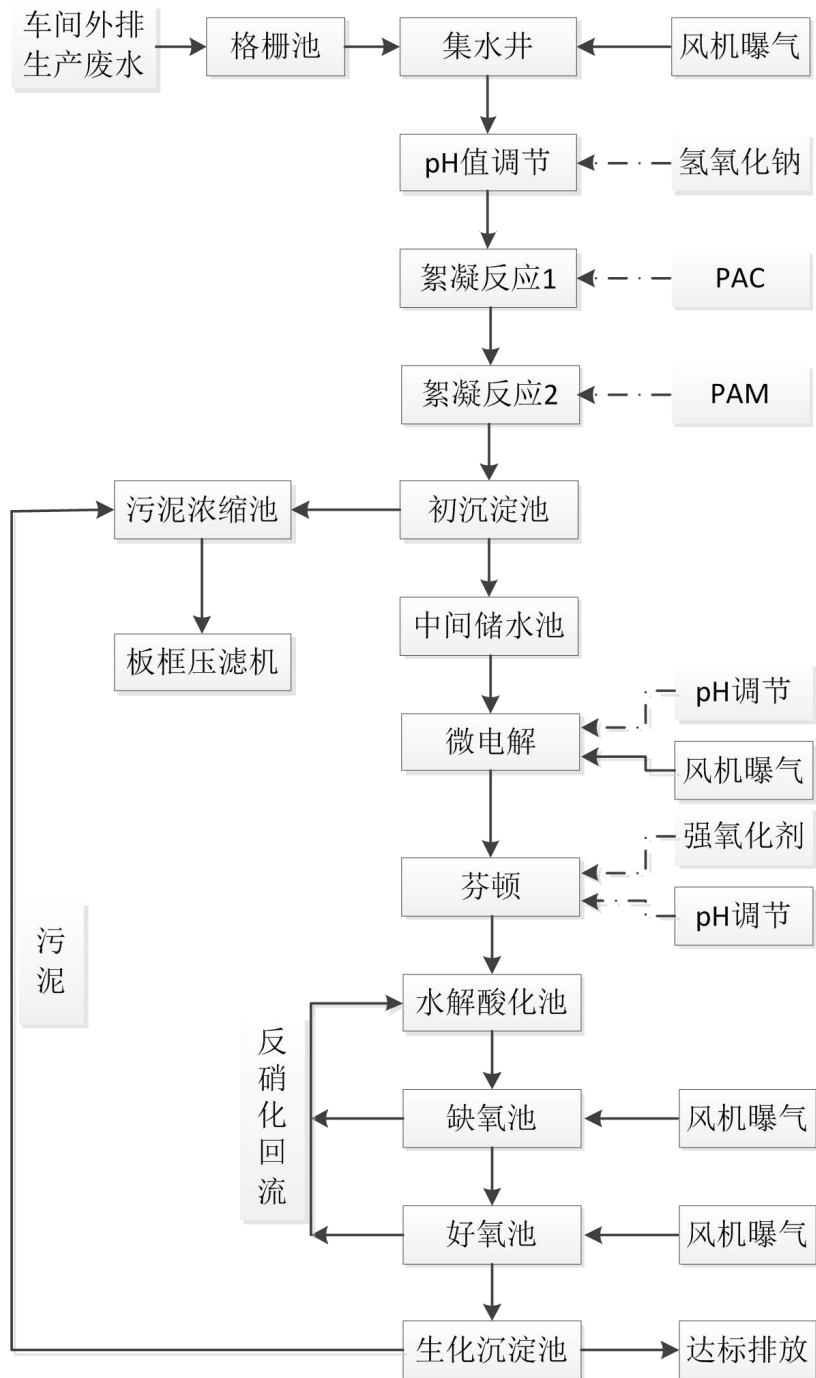 车间外排
生产废水
格栅池
集水井
风机曝气
pH值调节
氢氧化钠
絮凝反应1
PAC
絮凝反应2
PAM
污泥浓缩池
初沉淀池
中间储水池
板框压滤机
pH调节
微电解
风机曝气
强氧化剂
芬顿
pH调节
污
泥
水解酸化池
反
硝
化
回
流
缺氧池
风机曝气
好氧池
风机曝气
生化沉淀池
达标排放